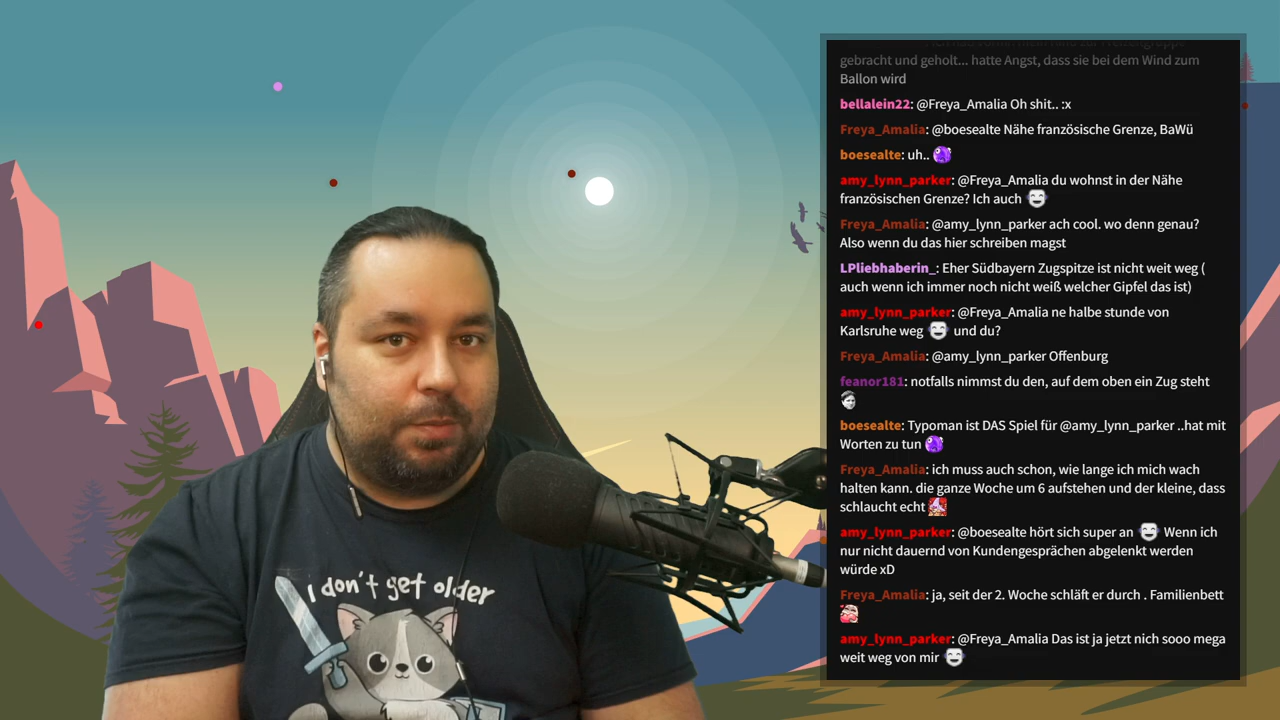 gebracht und geholt... hatte Angst, dass sie bei dem Wind zum
Ballon wird
bellalein22: @Freya_Amalia Oh shit.. :x
Freya_Amalia: @boesealte Nähe französische Grenze, BaWü
boesealte: uh..
amy_lynn_parker: @Freya_Amalia du wohnst in der Nähe
französischen Grenze? Ich auch
Freya_Amalia: @amy_lynn_parker ach cool. wo denn genau?
Also wenn du das hier schreiben magst
LPliebhaberin_: Eher Südbayern Zugspitze ist nicht weit weg (
auch wenn ich immer noch nicht weiß welcher Gipfel das ist)
amy_lynn_parker: @Freya_Amalia ne halbe stunde von
Karlsruhe weg und du?
Freya_Amalia: @amy_lynn_parker Offenburg
feanor181: notfalls nimmst du den, auf dem oben ein Zug steht
boesealte: Typoman ist DAS Spiel für @amy_lynn_parker ..hat mit
Worten zu tun
Freya_Amalia: ich muss auch schon, wie lange ich mich wach
halten kann. die ganze Woche um 6 aufstehen und der kleine, dass
schlaucht echt
amy_lynn_parker: @boesealte hört sich super an Wenn ich
nur nicht dauernd von Kundengesprächen abgelenkt werden
würde xD
Freya_Amalia: ja, seit der 2. Woche schläft er durch . Familienbett
amy_lynn_parker: @Freya_Amalia Das ist ja jetzt nich sooo mega
weit weg von mir
i don't get older